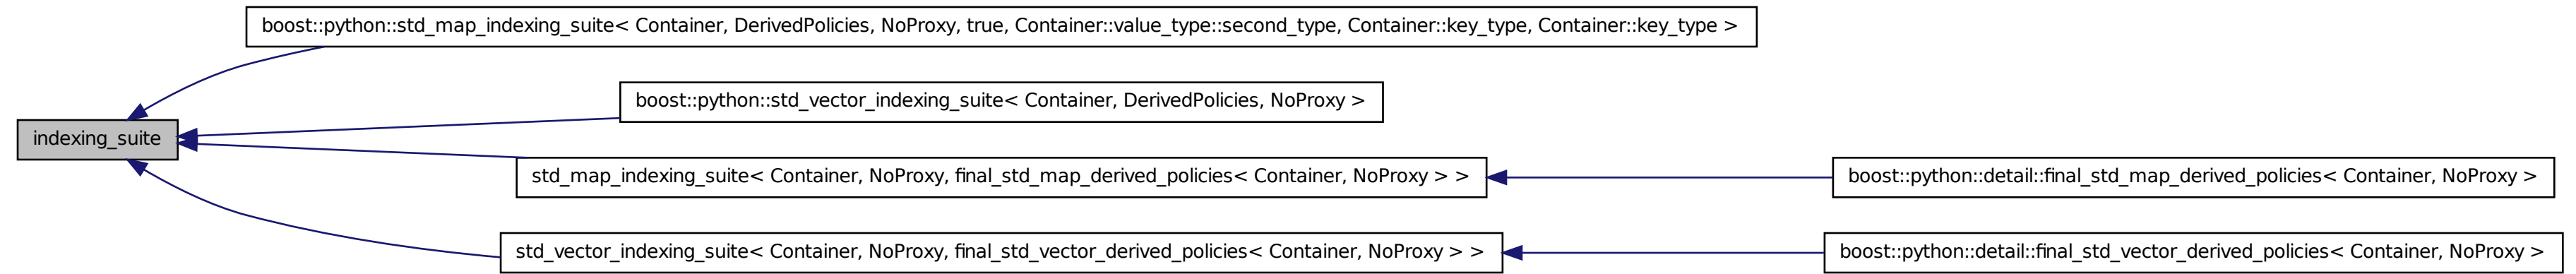 boost::python::std_map_indexing_suite< Container, DerivedPolicies, NoProxy, true, Container::value_type::second_type, Container::key_type, Container::key_type >
boost::python::std_vector_indexing_suite< Container, DerivedPolicies, NoProxy >
indexing_suite
std_map_indexing_suite< Container, NoProxy, final_std_map_derived_policies< Container, NoProxy > >
boost::python::detail::final_std_map_derived_policies< Container, NoProxy >
std_vector_indexing_suite< Container, NoProxy, final_std_vector_derived_policies< Container, NoProxy > >
boost::python::detail::final_std_vector_derived_policies< Container, NoProxy >